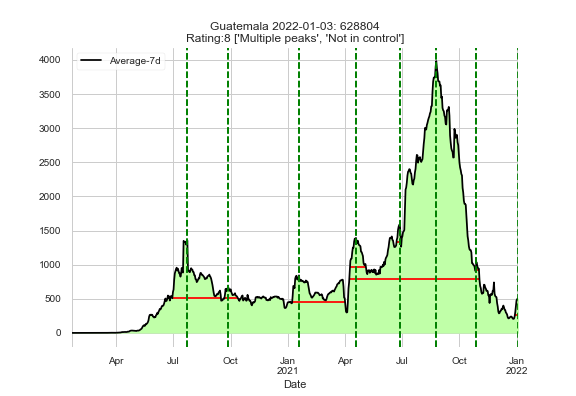 Guatemala 2022-01-03: 628804
Rating:8 ['Multiple peaks', 'Not in control']
Average-7d
4000
3500
3000
2500
2000
1500
1000
500
0
Apr Jul Oct Jan Apr Jul Oct Jan
2021 2022
Date